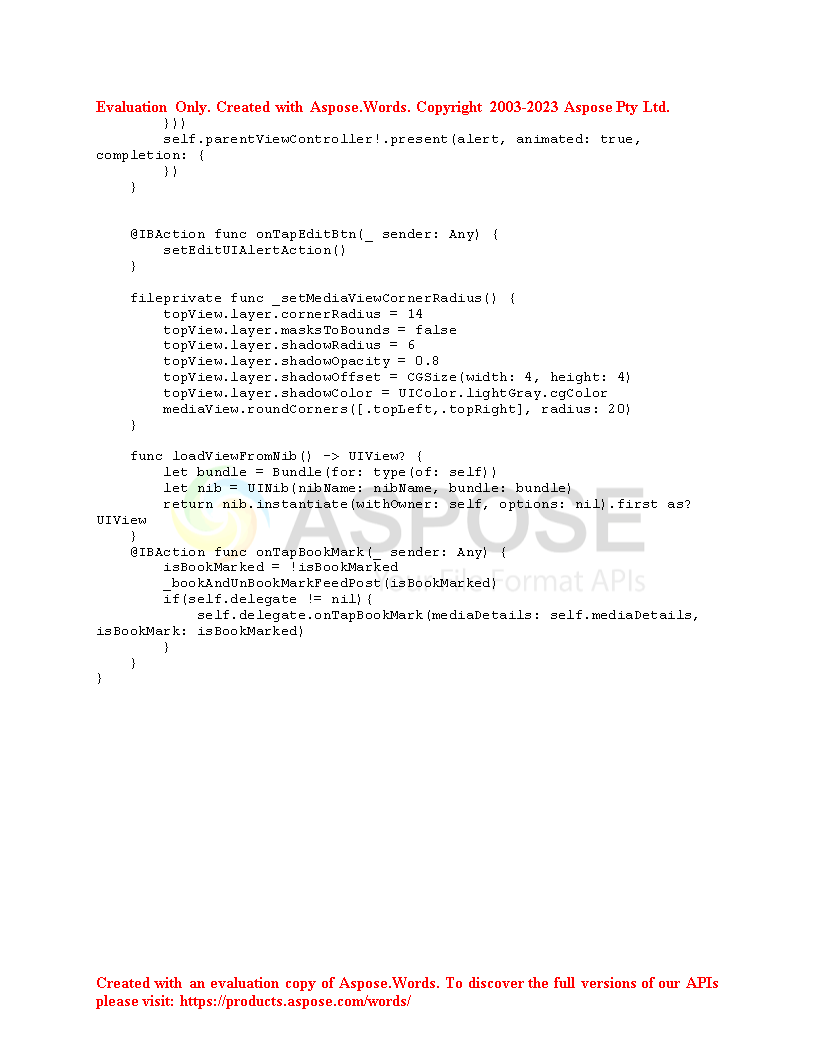 Evaluation Only. Created with Aspose.Words. Copyright 2003-2023 Aspose Pty Ltd.
        }))
        self.parentViewController!.present(alert, animated: true,
completion: {
        })
    }

    @IBAction func onTapEditBtn(_ sender: Any) {
        setEditUIAlertAction()
    }

    fileprivate func _setMediaViewCornerRadius() {
        topView.layer.cornerRadius = 14
        topView.layer.masksToBounds = false
        topView.layer.shadowRadius = 6
        topView.layer.shadowOpacity = 0.8
        topView.layer.shadowOffset = CGSize(width: 4, height: 4)
        topView.layer.shadowColor = UIColor.lightGray.cgColor
        mediaView.roundCorners([.topLeft,.topRight], radius: 20)
    }

    func loadViewFromNib() -> UIView? {
        let bundle = Bundle(for: type(of: self))
        let nib = UINib(nibName: nibName, bundle: bundle)
        return nib.instantiate(withOwner: self, options: nil).first as?
UIView
    }
ASPOSE
    @IBAction func onTapBookMark(_ sender: Any) {
        isBookMarked = !isBookMarked
        _bookAndUnBookMarkFeedPost(isBookMarked)
File Format APIs
        if(self.delegate != nil){
            self.delegate.onTapBookMark(mediaDetails: self.mediaDetails,
isBookMark: isBookMarked)
        }
    }
}
Created with an evaluation copy of Aspose.Words. To discover the full versions of our APIs
please visit: https://products.aspose.com/words/